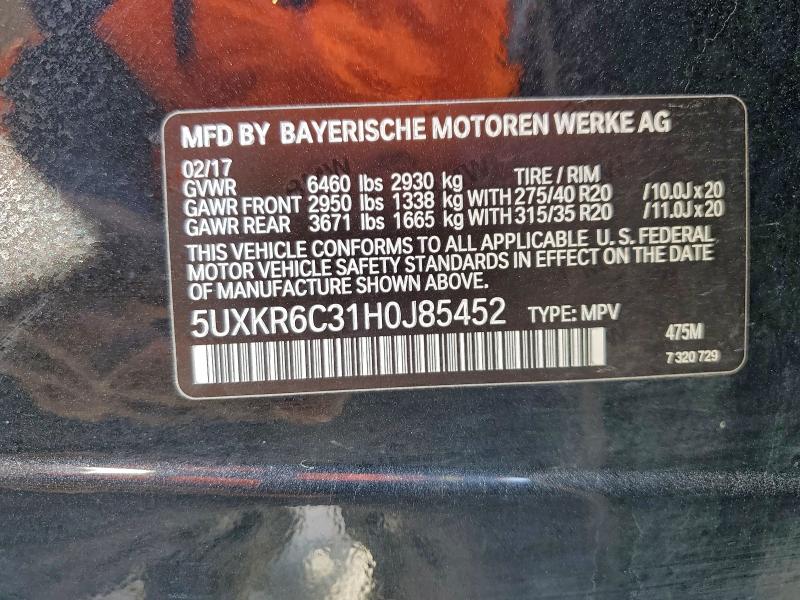 MFD BY BAYERISCHE MOTOREN WERKE AG
02/17 TIRE / RIM
GVWR 6460 lbs 2930 kg
GAWR FRONT 2950 lbs 1338 kg WITH 275/40 R20 /10.0J x 20
GAWR REAR 3671 lbs 1665 kg WITH 315/35 R20 /11.0J x 20
THIS VEHICLE CONFORMS TO ALL APPLICABLE U.S. FEDERAL
MOTOR VEHICLE SAFETY STANDARDS IN EFFECT ON THE DATE
OF MANUFACTURE SHOWN ABOVE.
5UXKR6C31H0J85452 TYPE: MPV
475M
7 320 729